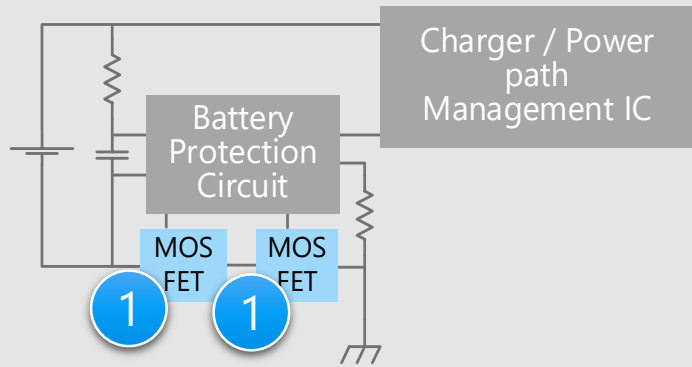 Charger / Power
path
Management IC
Battery
Protection
Circuit
MOS
FET
MOS
FET
1
1